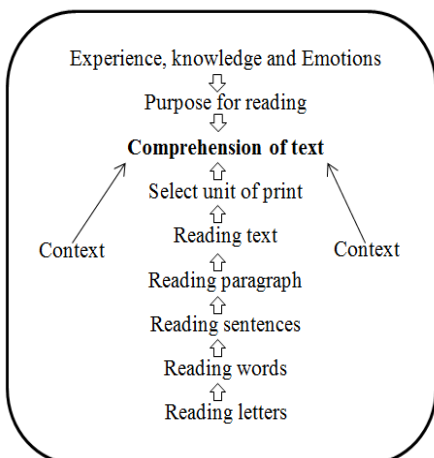 Experience, knowledge and Emotions
Purpose for reading
Comprehension of text
Select unit of print
Reading text
Context
Context
Reading paragraph
Reading sentences
Reading words
Reading letters